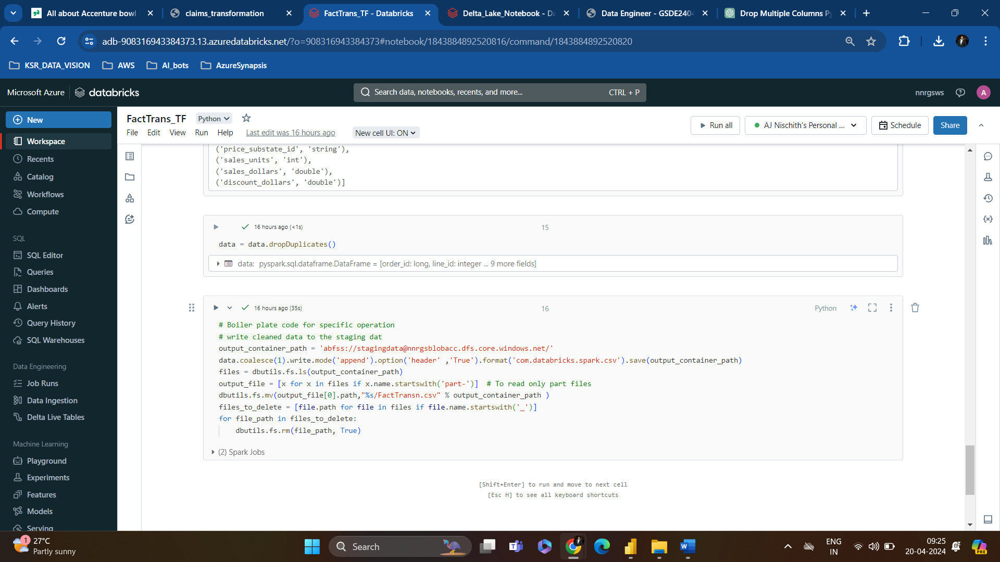 All about Accenture bowl
claims_transformation
FactTrans_TF - Databricks
Delta_Lake_Notebook - Da
Data Engineer - GSDE2404
Drop Multiple Columns Py
adb-908316943384373.13.azuredatabricks.net/?o=908316943384373#notebook/1843884892520816/command/1843884892520820
KSR_DATA_VISION
AWS
AI_bots
AzureSynapsis
Microsoft Azure
databricks
Search data, notebooks, recents, and more...
CTRL + P
nnrgsws
A
New
Workspace
Recents
Catalog
Workflows
Compute
SQL
SQL Editor
Queries
Dashboards
Alerts
Query History
SQL Warehouses
Data Engineering
Job Runs
Data Ingestion
Delta Live Tables
Machine Learning
Playground
Experiments
Features
Models
Serving
FactTrans_TF
Python
File
Edit
View
Run
Help
Last edit was 16 hours ago
New cell UI: ON
Run all
AJ Nischith's Personal ...
Schedule
Share
('price_substate_id', 'string'),
('sales_units', 'int'),
('sales_dollars', 'double'),
('discount_dollars', 'double')]
16 hours ago (<1s)
15
data = data.dropDuplicates()
data: pyspark.sql.dataframe.DataFrame = [order_id: long, line_id: integer ... 9 more fields]
16 hours ago (35s)
16
Python
# Boiler plate code for specific operation
# write cleaned data to the staging dat
output_container_path = 'abfss://stagingdata@nnrgsblobacc.dfs.core.windows.net/'
data.coalesce(1).write.mode('append').option('header' ,'True').format('com.databricks.spark.csv').save(output_container_path)
files = dbutils.fs.ls(output_container_path)
output_file = [x for x in files if x.name.startswith('part-')]  # To read only part files
dbutils.fs.mv(output_file[0].path,"%s/FactTransn.csv" % output_container_path )
files_to_delete = [file.path for file in files if file.name.startswith('_')]
for file_path in files_to_delete:
    dbutils.fs.rm(file_path, True)
(2) Spark Jobs
[Shift+Enter] to run and move to next cell
[Esc H] to see all keyboard shortcuts
1
27°C
Partly sunny
Search
ENG
IN
09:25
20-04-2024
PRE